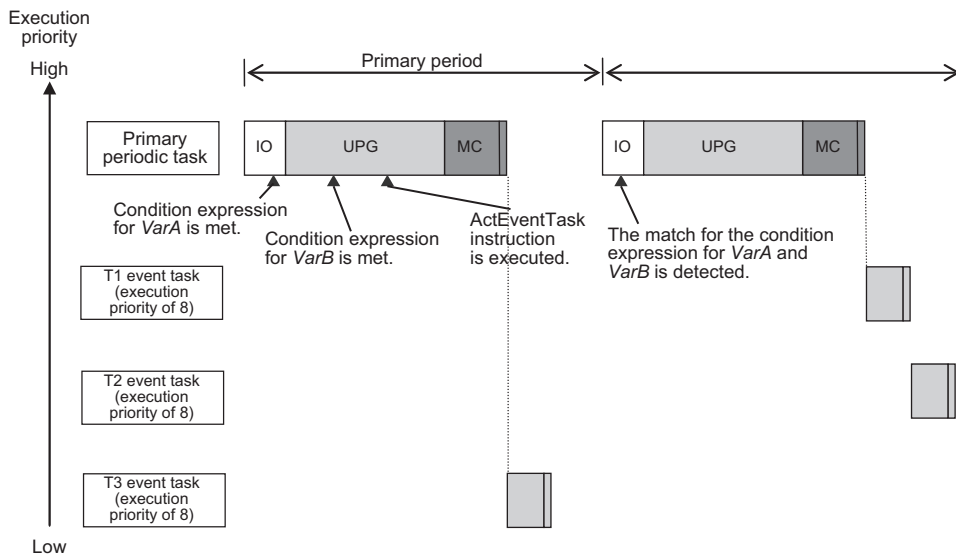 Execution
priority
High
Primary period
Primary
periodic task
IO
UPG
MC
IO
UPG
MC
Condition expression
for VarA is met.
Condition expression
for VarB is met.
ActEventTask
instruction
is executed.
The match for the condition
expression for VarA and
VarB is detected.
T1 event task
(execution
priority of 8)
T2 event task
(execution
priority of 8)
T3 event task
(execution
priority of 8)
Low